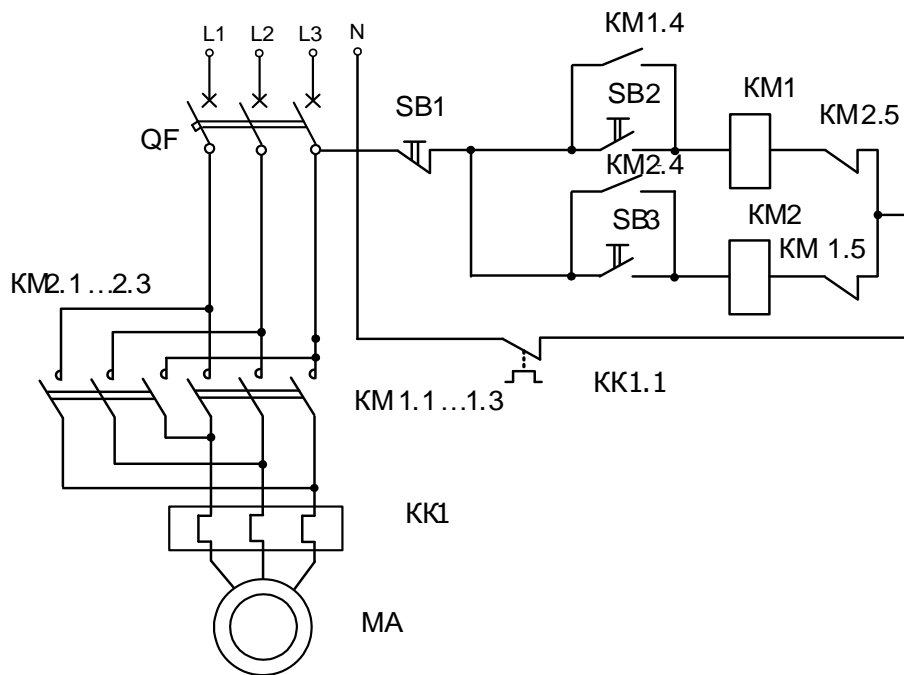 L1 L2 L3 N
КМ1.4
SB1
SB2
КМ1
КМ2.5
QF
КМ2.4
SB3
КМ2
КМ 1.5
КМ2.1…2.3
КМ 1.1…1.3
КК1.1
КК1
МА